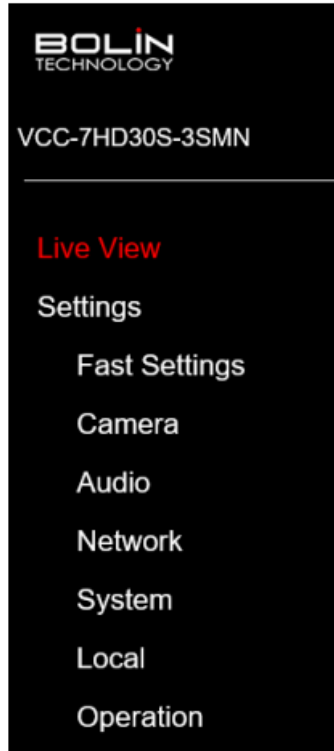 BOLIN
TECHNOLOGY
VCC-7HD30S-3SMN
Live View
Settings
Fast Settings
Camera
Audio
Network
System
Local
Operation